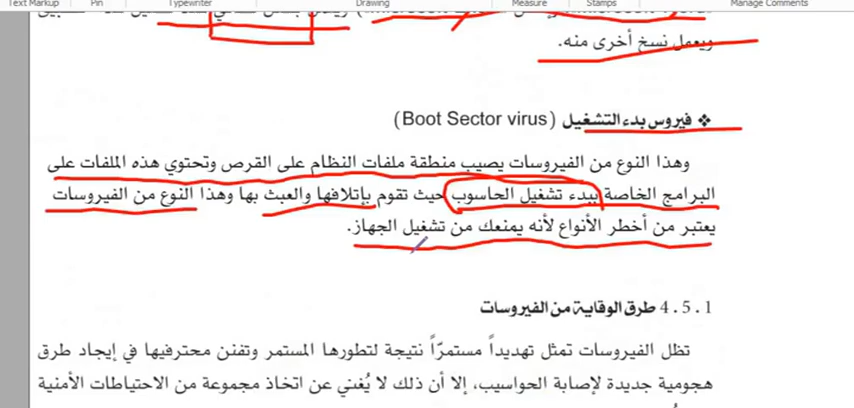 Text Markup Pin Typewriter Drawing Measure Stamps Manage Comments
ويعمل نسخ أخرى منه.
❖ فيروس بدء التشغيل (Boot Sector virus)
وهذا النوع من الفيروسات يصيب منطقة ملفات النظام على القرص وتحتوي هذه الملفات على
البرامج الخاصة ببدء تشغيل الحاسوب حيث تقوم بإتلافها والعبث بها وهذا النوع من الفيروسات
يعتبر من أخطر الأنواع لأنه يمنعك من تشغيل الجهاز.
4.5.1 طرق الوقاية من الفيروسات
تظل الفيروسات تمثل تهديداً مستمرّاً نتيجة لتطورها المستمر وتفنن محترفيها في إيجاد طرق
هجومية جديدة لإصابة الحواسيب، إلا أن ذلك لا يُغني عن اتخاذ مجموعة من الاحتياطات الأمنية